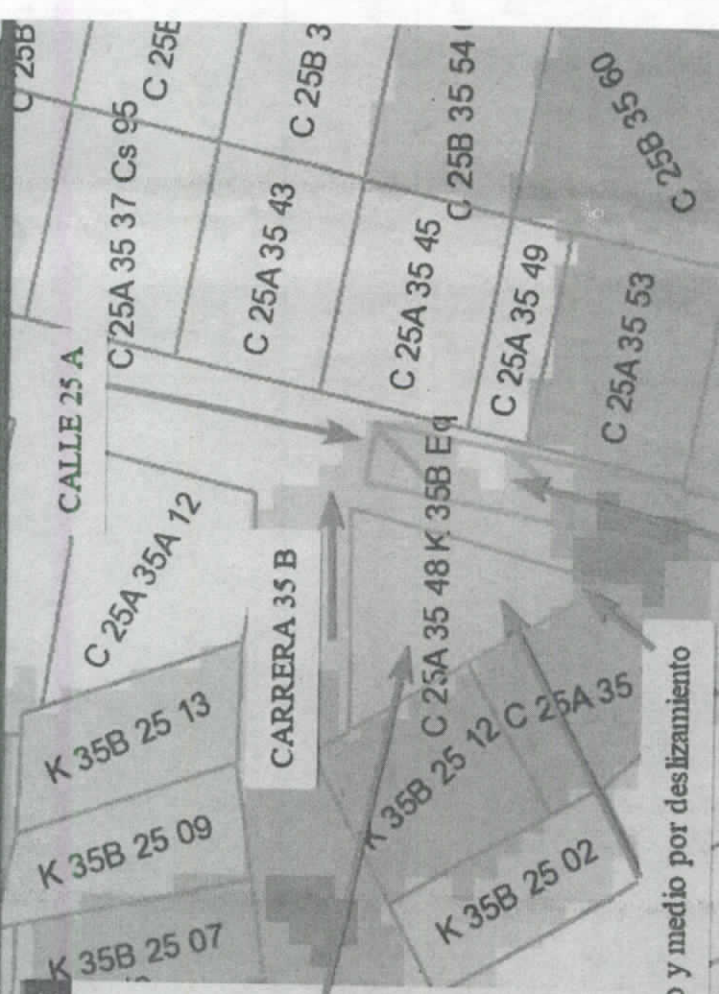 C 25B
C 25A 35 37 Cs 95
C 25B 3
C 25A 35 43
C 25B 35 54
C 25A 35 45
C 25B 35 60
C 25A 35 49
C 25A 35 53
CALLE 25 A
C 25A 35A 12
CARRERA 35 B
C 25A 35 48 K 35B Eq
K 35B 25 13
K 35B 25 12
C 25A 35
K 35B 25 09
K 35B 25 02
K 35B 25 07
y medio por deslizamiento